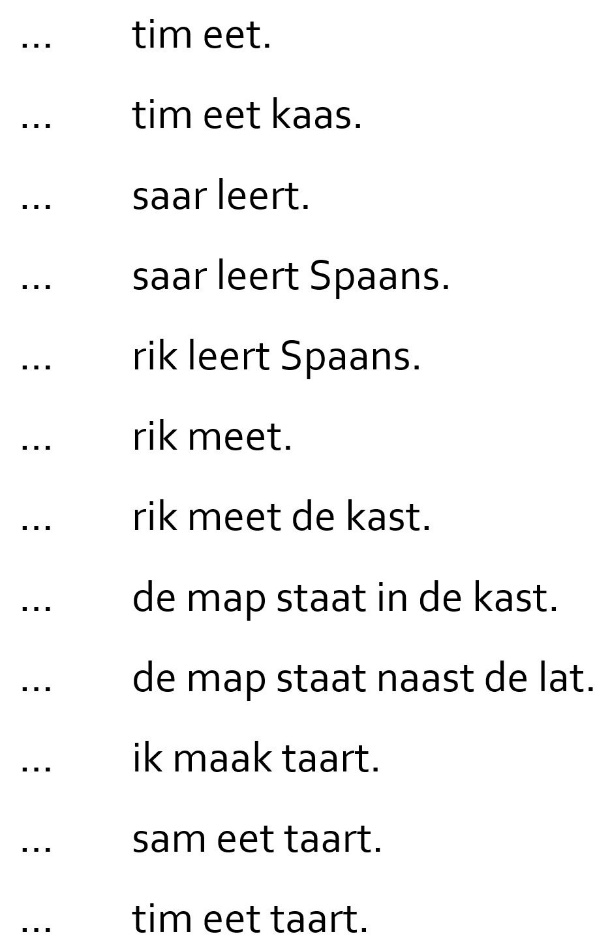 ... tim eet.
... tim eet kaas.
... saar leert.
... saar leert Spaans.
... rik leert Spaans.
... rik meet.
... rik meet de kast.
... de map staat in de kast.
... de map staat naast de lat.
... ik maak taart.
... sam eet taart.
... tim eet taart.